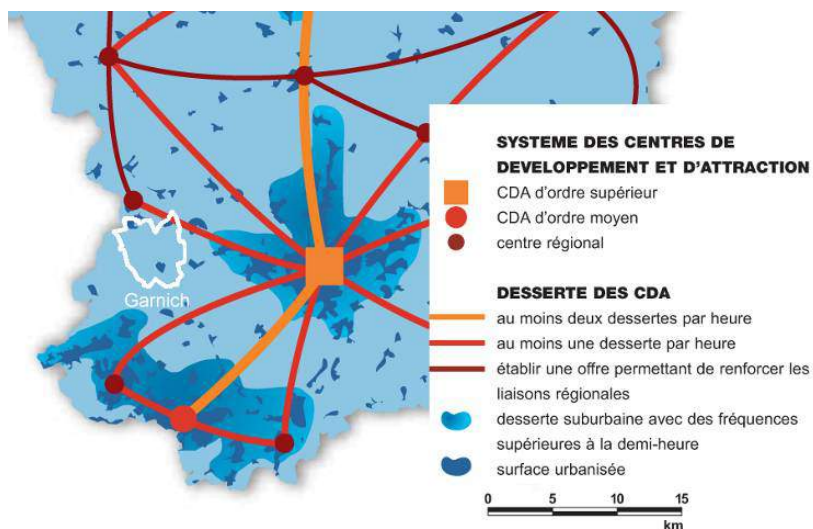 Garnich
SYSTEME DES CENTRES DE
DEVELOPPEMENT ET D'ATTRACTION
CDA d'ordre supérieur
CDA d'ordre moyen
centre régional
DESSERTE DES CDA
au moins deux dessertes par heure
au moins une desserte par heure
établir une offre permettant de renforcer les
liaisons régionales
desserte suburbaine avec des fréquences
supérieures à la demi-heure
surface urbanisée
0 5 10 15
km